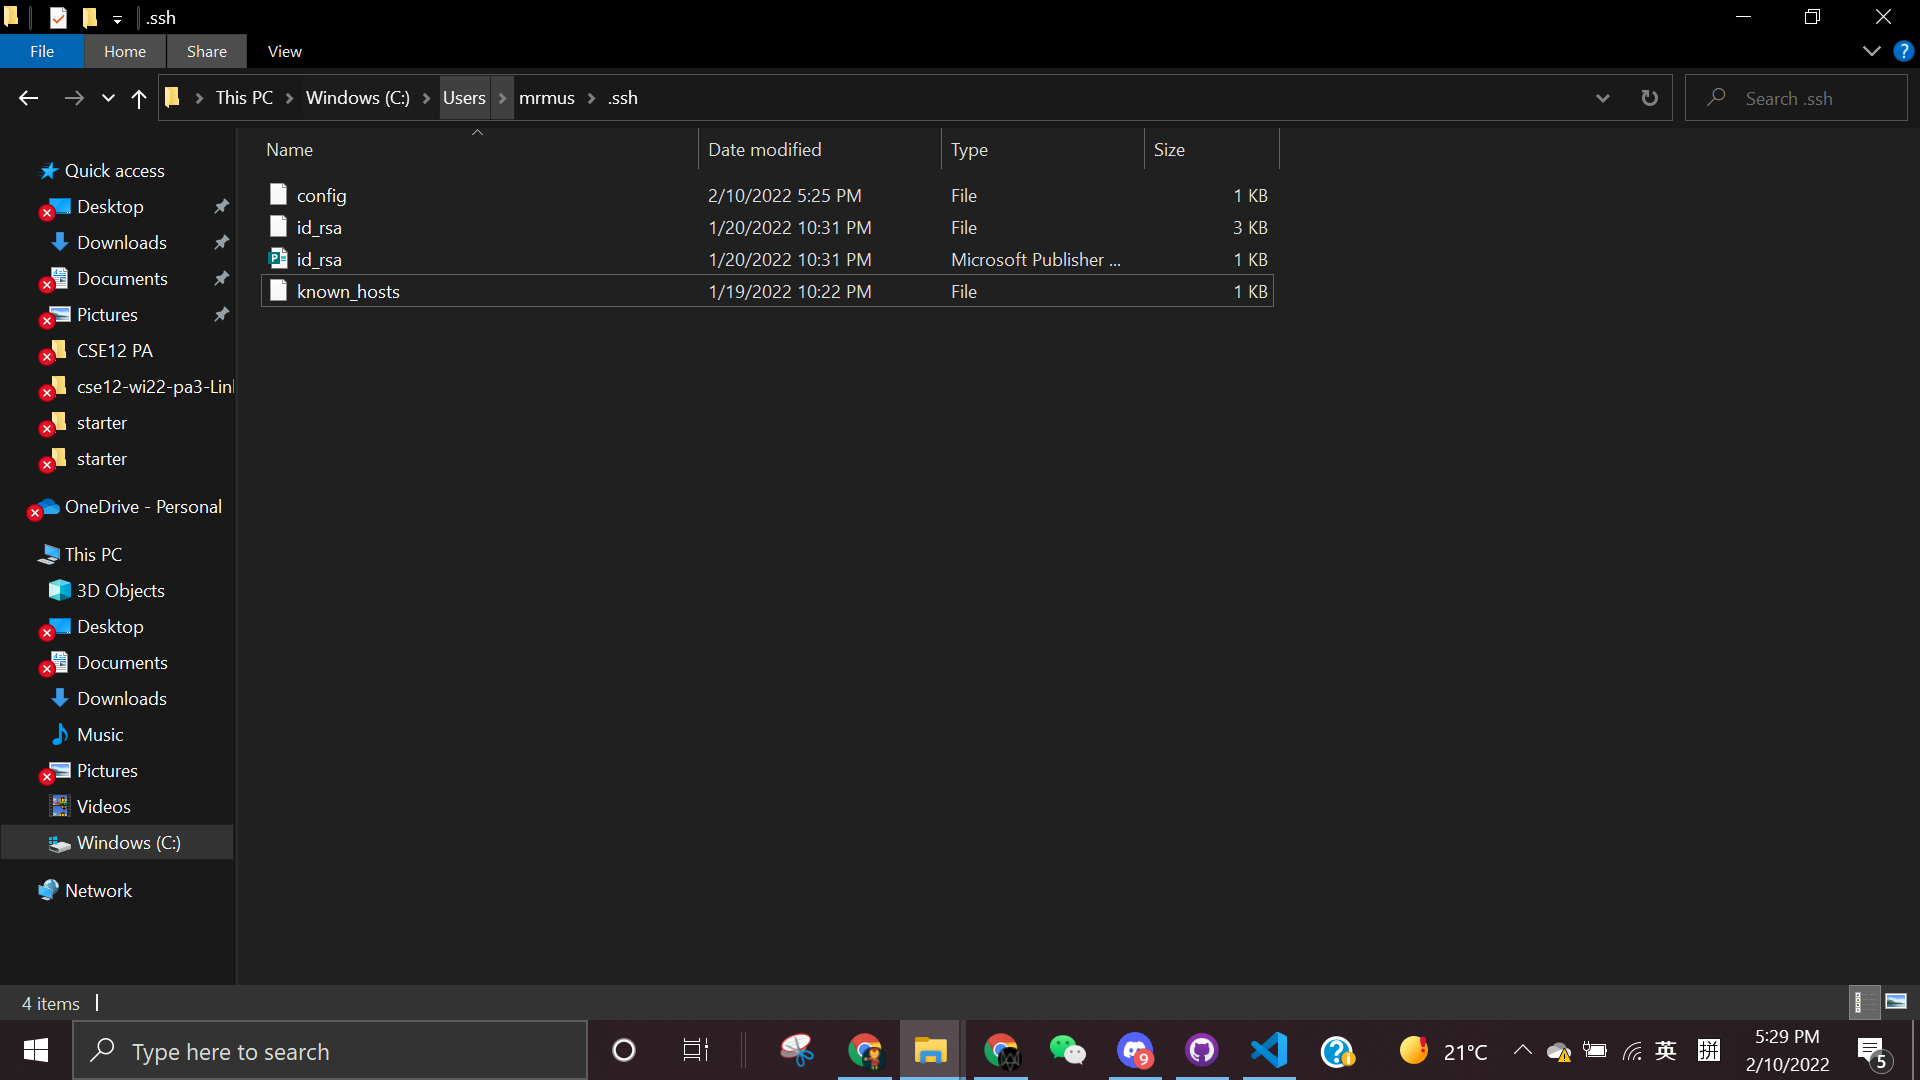 .ssh
File Home Share View
This PC Windows (C:) Users mrmus .ssh
Search .ssh
Name Date modified Type Size
config 2/10/2022 5:25 PM File 1 KB
id_rsa 1/20/2022 10:31 PM File 3 KB
id_rsa 1/20/2022 10:31 PM Microsoft Publisher ... 1 KB
known_hosts 1/19/2022 10:22 PM File 1 KB
Quick access
Desktop
Downloads
Documents
Pictures
CSE12 PA
cse12-wi22-pa3-Linl
starter
starter
OneDrive - Personal
This PC
3D Objects
Desktop
Documents
Downloads
Music
Pictures
Videos
Windows (C:)
Network
4 items
Type here to search
9
21°C
英
拼
5:29 PM
2/10/2022
5